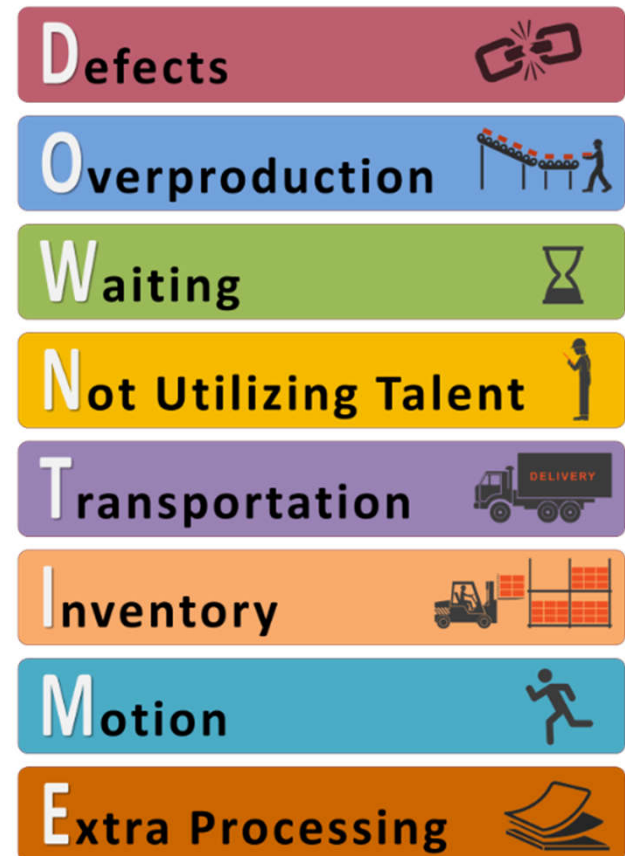 Defects
Overproduction
Waiting
Not Utilizing Talent
Transportation
DELIVERY
Inventory
Motion
Extra Processing